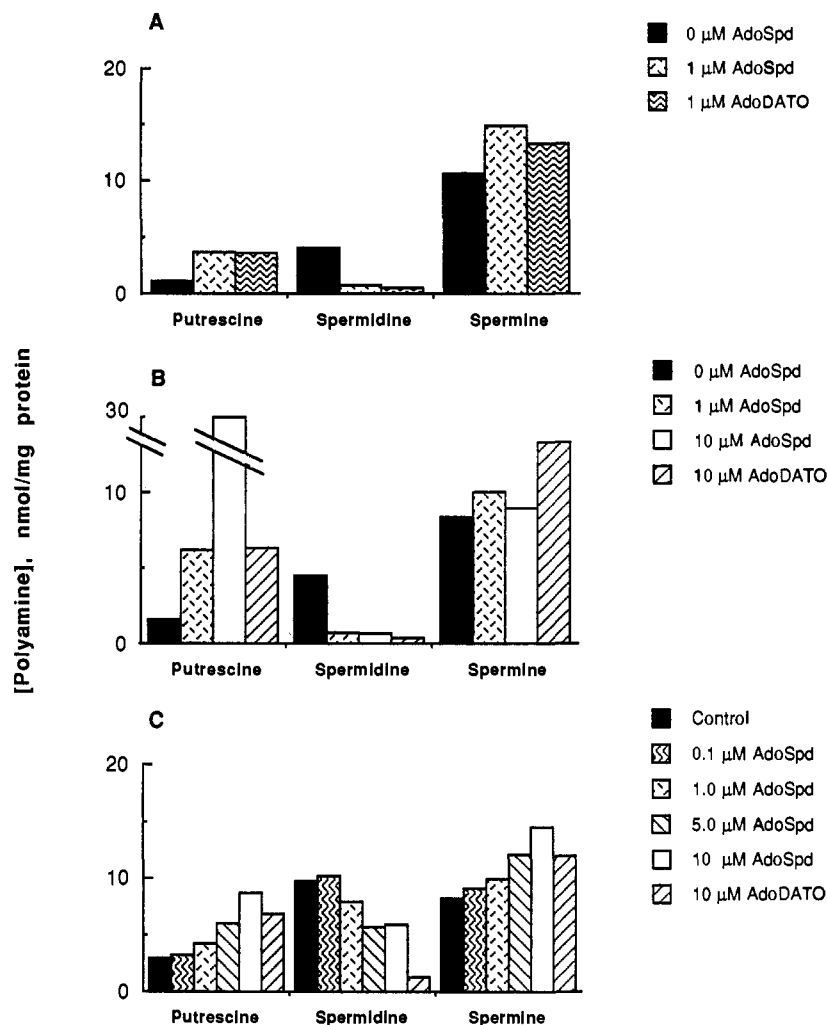 A
0 µM AdoSpd
1 µM AdoSpd
1 µM AdoDATO
20
10
0
Putrescine Spermidine Spermine
[Polyamine], nmol/mg protein
B
0 µM AdoSpd
1 µM AdoSpd
10 µM AdoSpd
10 µM AdoDATO
30
10
0
Putrescine Spermidine Spermine
C
Control
0.1 µM AdoSpd
1.0 µM AdoSpd
5.0 µM AdoSpd
10 µM AdoSpd
10 µM AdoDATO
20
10
0
Putrescine Spermidine Spermine